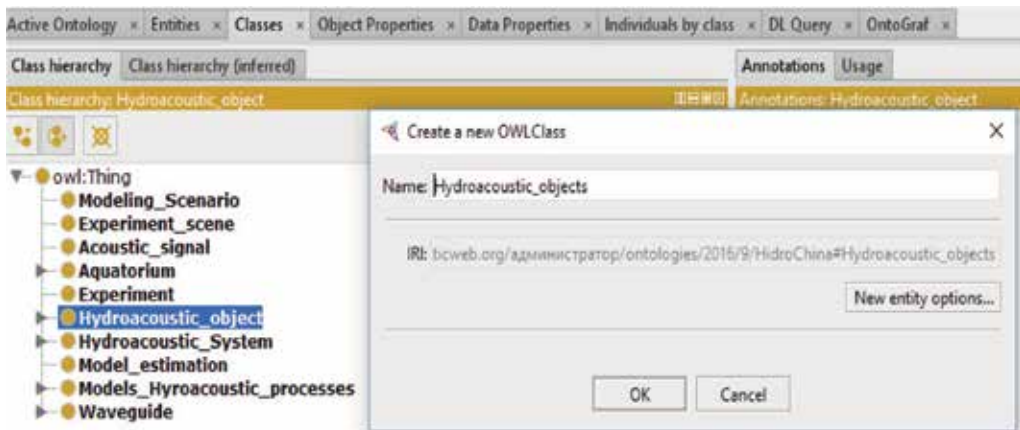 Active Ontology × Entities × Classes × Object Properties × Data Properties × Individuals by class × DL Query × OntoGraf ×
Class hierarchy Class hierarchy (inferred)
Annotations Usage
Class hierarchy: Hydroacoustic_object
Annotations: Hydroacoustic_object
Create a new OWLClass
Name: Hydroacoustic_objects
IRI: bcweb.org/администратор/ontologies/2016/9/HidroChina#Hydroacoustic_objects
New entity options...
OK Cancel
owl:Thing
Modeling_Scenario
Experiment_scene
Acoustic_signal
Aquatorium
Experiment
Hydroacoustic_object
Hydroacoustic_System
Model_estimation
Models_Hyroacoustic_processes
Waveguide